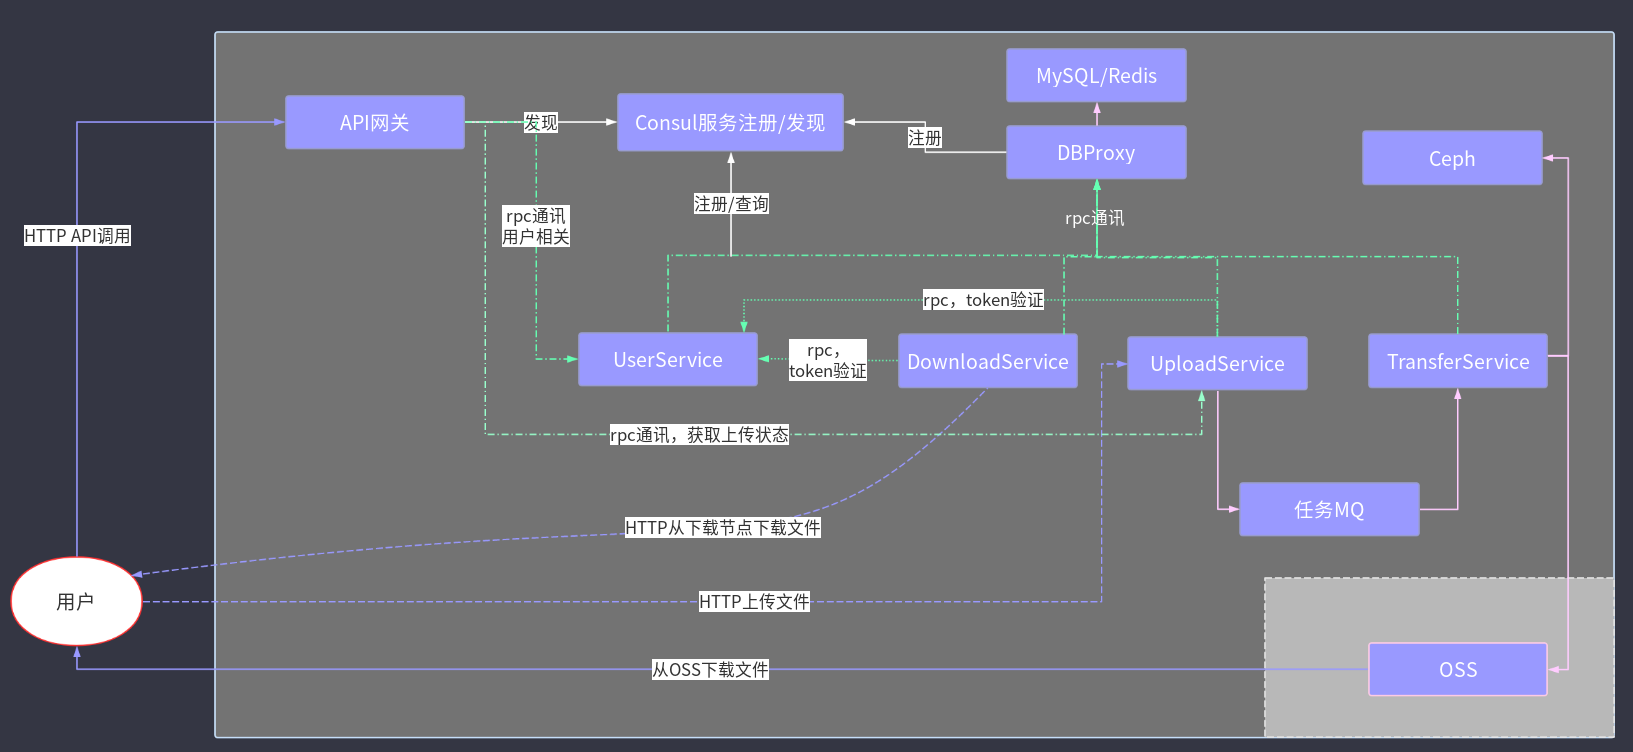 MySQL/Redis
API网关
发现
Consul服务注册/发现
注册
DBProxy
Ceph
注册/查询
rpc通讯
用户相关
rpc通讯
HTTP API调用
rpc，token验证
UserService
rpc，
token验证
DownloadService
UploadService
TransferService
rpc通讯，获取上传状态
任务MQ
HTTP从下载节点下载文件
用户
HTTP上传文件
从OSS下载文件
OSS